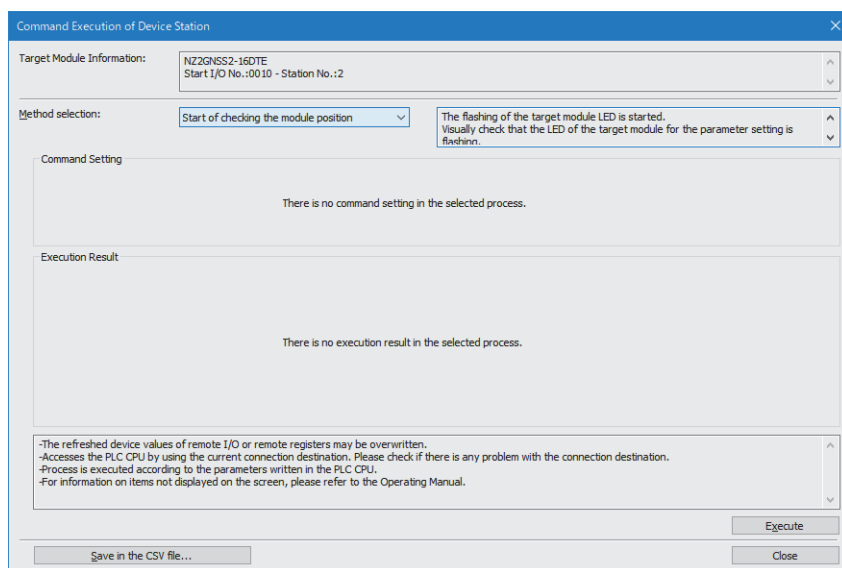 Command Execution of Device Station
Target Module Information:
NZ2GNSS2-16DTE
Start I/O No.:0010 - Station No.:2
Method selection:
Start of checking the module position
The flashing of the target module LED is started.
Visually check that the LED of the target module for the parameter setting is
flashing.
Command Setting
There is no command setting in the selected process.
Execution Result
There is no execution result in the selected process.
-The refreshed device values of remote I/O or remote registers may be overwritten.
-Accesses the PLC CPU by using the current connection destination. Please check if there is any problem with the connection destination.
-Process is executed according to the parameters written in the PLC CPU.
-For information on items not displayed on the screen, please refer to the Operating Manual.
Execute
Save in the CSV file...
Close